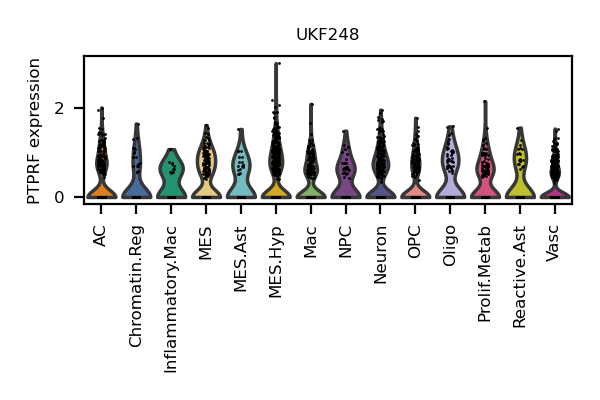 UKF248
PTPRF expression
2
0
AC
Chromatin.Reg
Inflammatory.Mac
MES
MES.Ast
MES.Hyp
Mac
NPC
Neuron
OPC
Oligo
Prolif.Metab
Reactive.Ast
Vasc